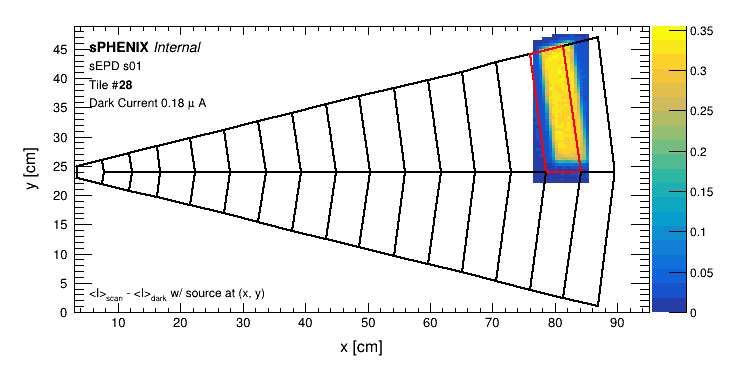 sPHENIX Internal
sEPD s01
Tile #28
Dark Current 0.18 μ A
<I>scan - <I>dark w/ source at (x, y)
y [cm]
45
40
35
30
25
20
15
10
5
0
10 20 30 40 50 60 70 80 90
x [cm]
0.35
0.3
0.25
0.2
0.15
0.1
0.05
0